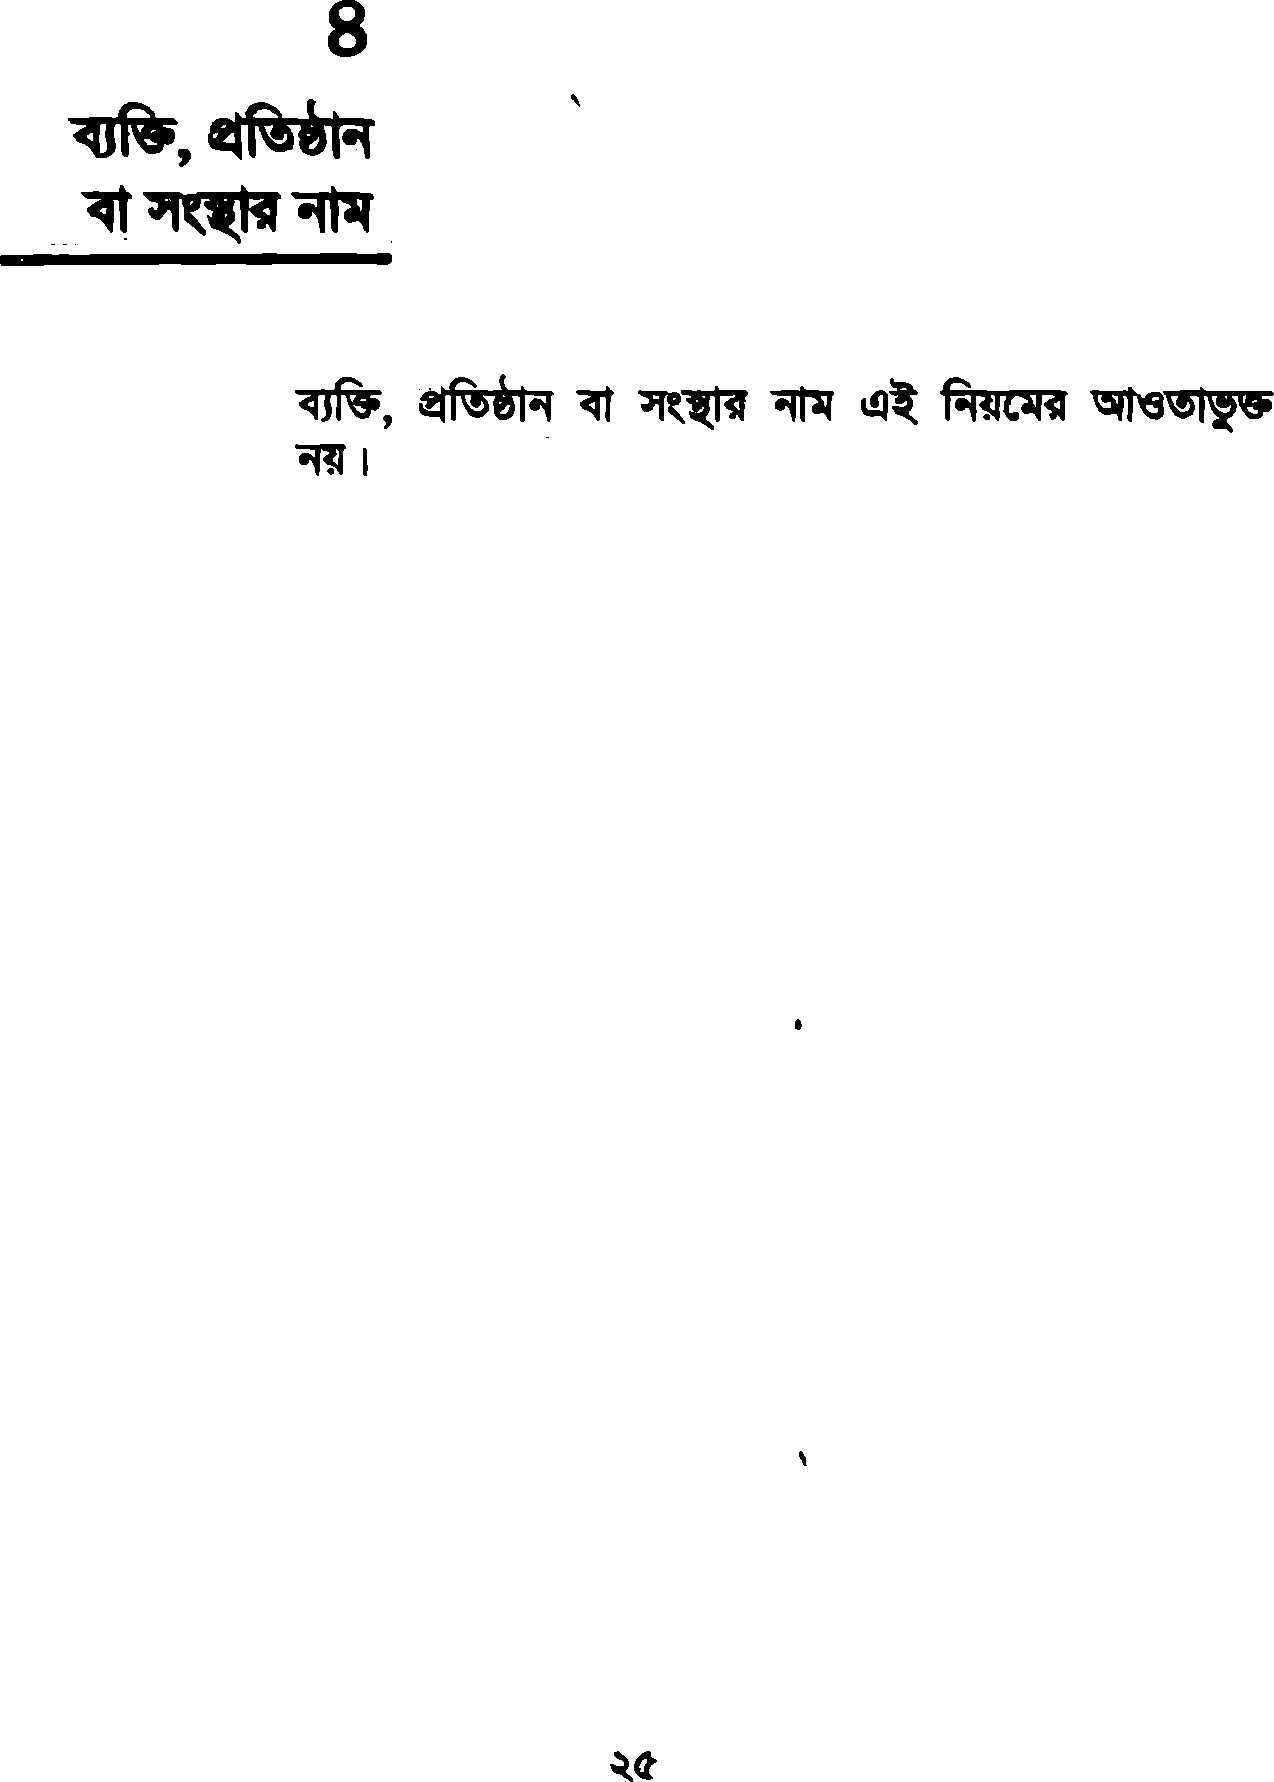 ৪
ব্যক্তি, প্রতিষ্ঠান
বা সংস্থার নাম
ব্যক্তি, প্রতিষ্ঠান বা সংস্থার নাম এই নিয়মের আওতাভুক্ত
নয়।
২৫